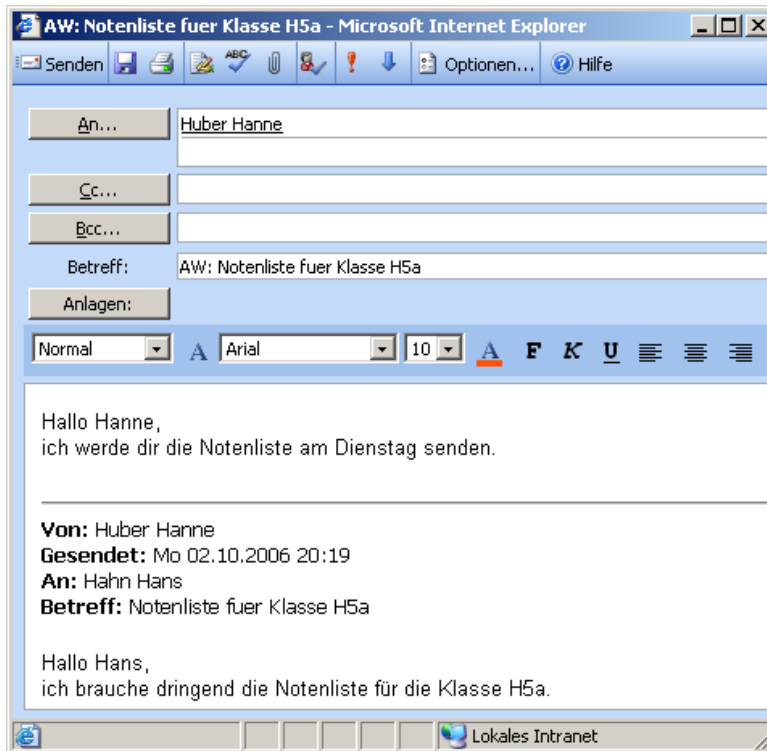 AW: Notenliste fuer Klasse H5a - Microsoft Internet Explorer
Senden ABC Optionen... Hilfe
An... Huber Hanne
Cc...
Bcc...
Betreff: AW: Notenliste fuer Klasse H5a
Anlagen:
Normal A Arial 10 A F K U
Hallo Hanne,
ich werde dir die Notenliste am Dienstag senden.
Von: Huber Hanne
Gesendet: Mo 02.10.2006 20:19
An: Hahn Hans
Betreff: Notenliste fuer Klasse H5a
Hallo Hans,
ich brauche dringend die Notenliste für die Klasse H5a.
Lokales Intranet